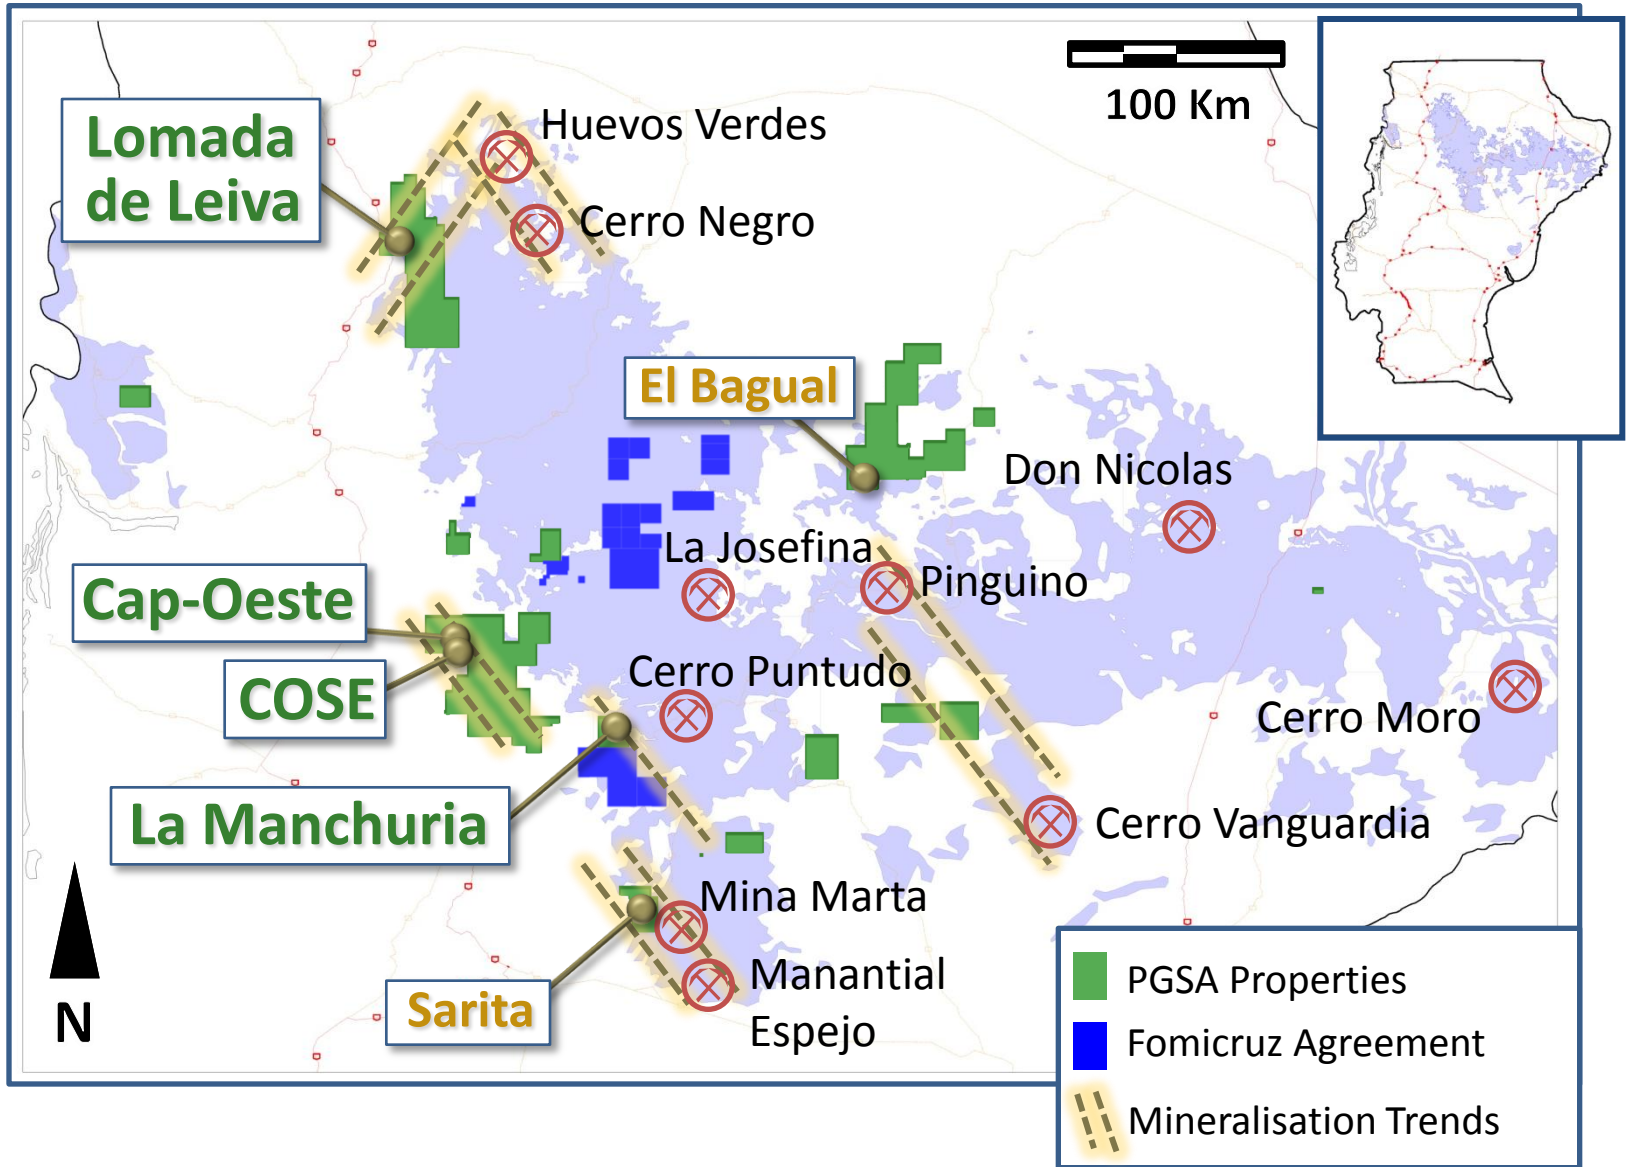 100 Km
Huevos Verdes
Lomada
de Leiva
Cerro Negro
El Bagual
Don Nicolas
La Josefina
Pinguino
Cap-Oeste
Cerro Puntudo
COSE
Cerro Moro
La Manchuria
Cerro Vanguardia
Mina Marta
Manantial
Espejo
Sarita
N
PGSA Properties
Fomicruz Agreement
Mineralisation Trends